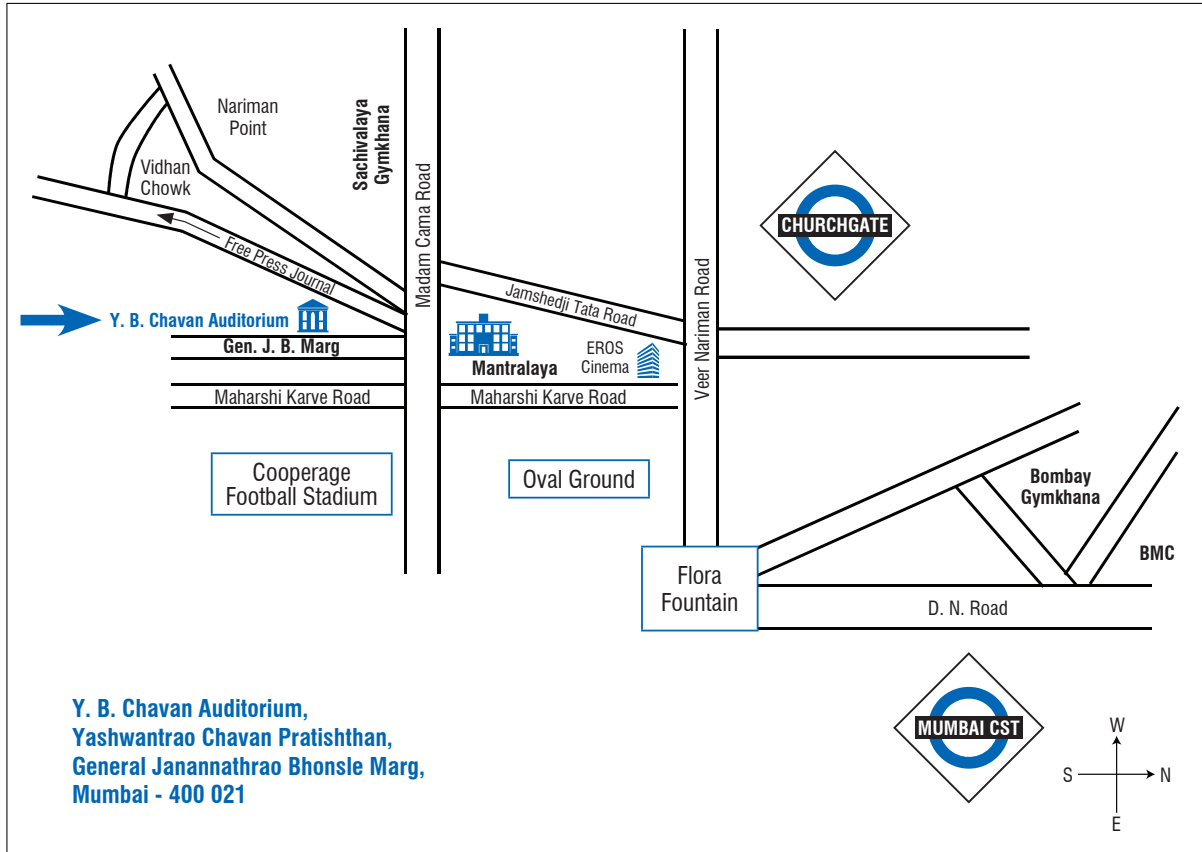 Nariman
Point
Sachivalaya
Gymkhana
Vidhan
Chowk
Madam Cama Road
CHURCHGATE
Free Press Journal
Jamshedji Tata Road
Veer Nariman Road
Y. B. Chavan Auditorium
Gen. J. B. Marg
Mantralaya
EROS
Cinema
Maharshi Karve Road
Maharshi Karve Road
Cooperage
Football Stadium
Oval Ground
Bombay
Gymkhana
BMC
Flora
Fountain
D. N. Road
MUMBAI CST
Y. B. Chavan Auditorium,
Yashwantrao Chavan Pratishthan,
General Janannathrao Bhonsle Marg,
Mumbai - 400 021
W
S
N
E